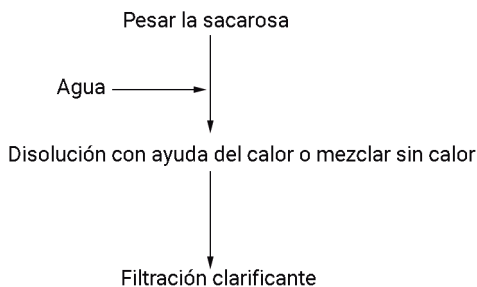 Pesar la sacarosa
Agua
Disolución con ayuda del calor o mezclar sin calor
Filtración clarificante